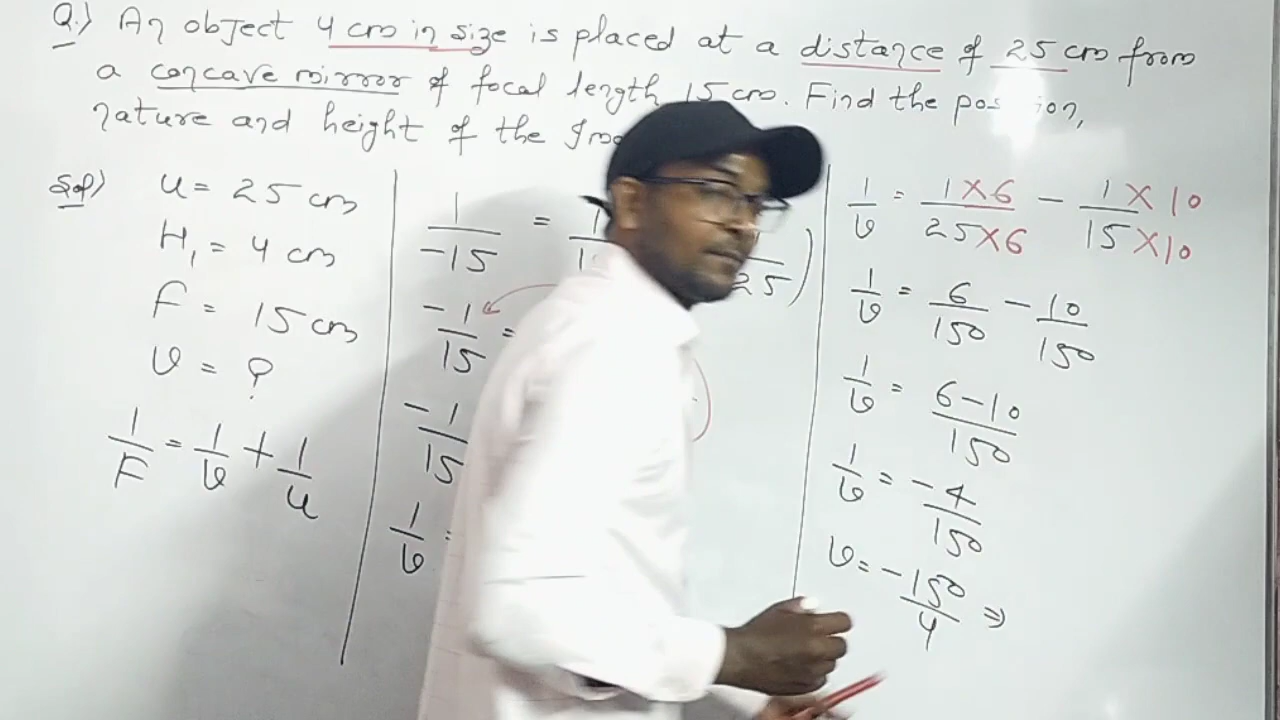 Q.) An object 4 cm in size is placed at a distance of 25 cm from
a concave mirror of focal length 15 cm. Find the
nature and height of the
Sol)
u = 25 cm
H₁ = 4 cm
F = 15 cm
v = ?
1/F = 1/v + 1/u
1/-15 =
-1/15 =
-1/15
1/v =
1/v = 1×6/25×6 - 1×10/15×10
1/v = 6/150 - 10/150
1/v = 6-10/150
1/v = -4/150
v = -150/4 ⇒